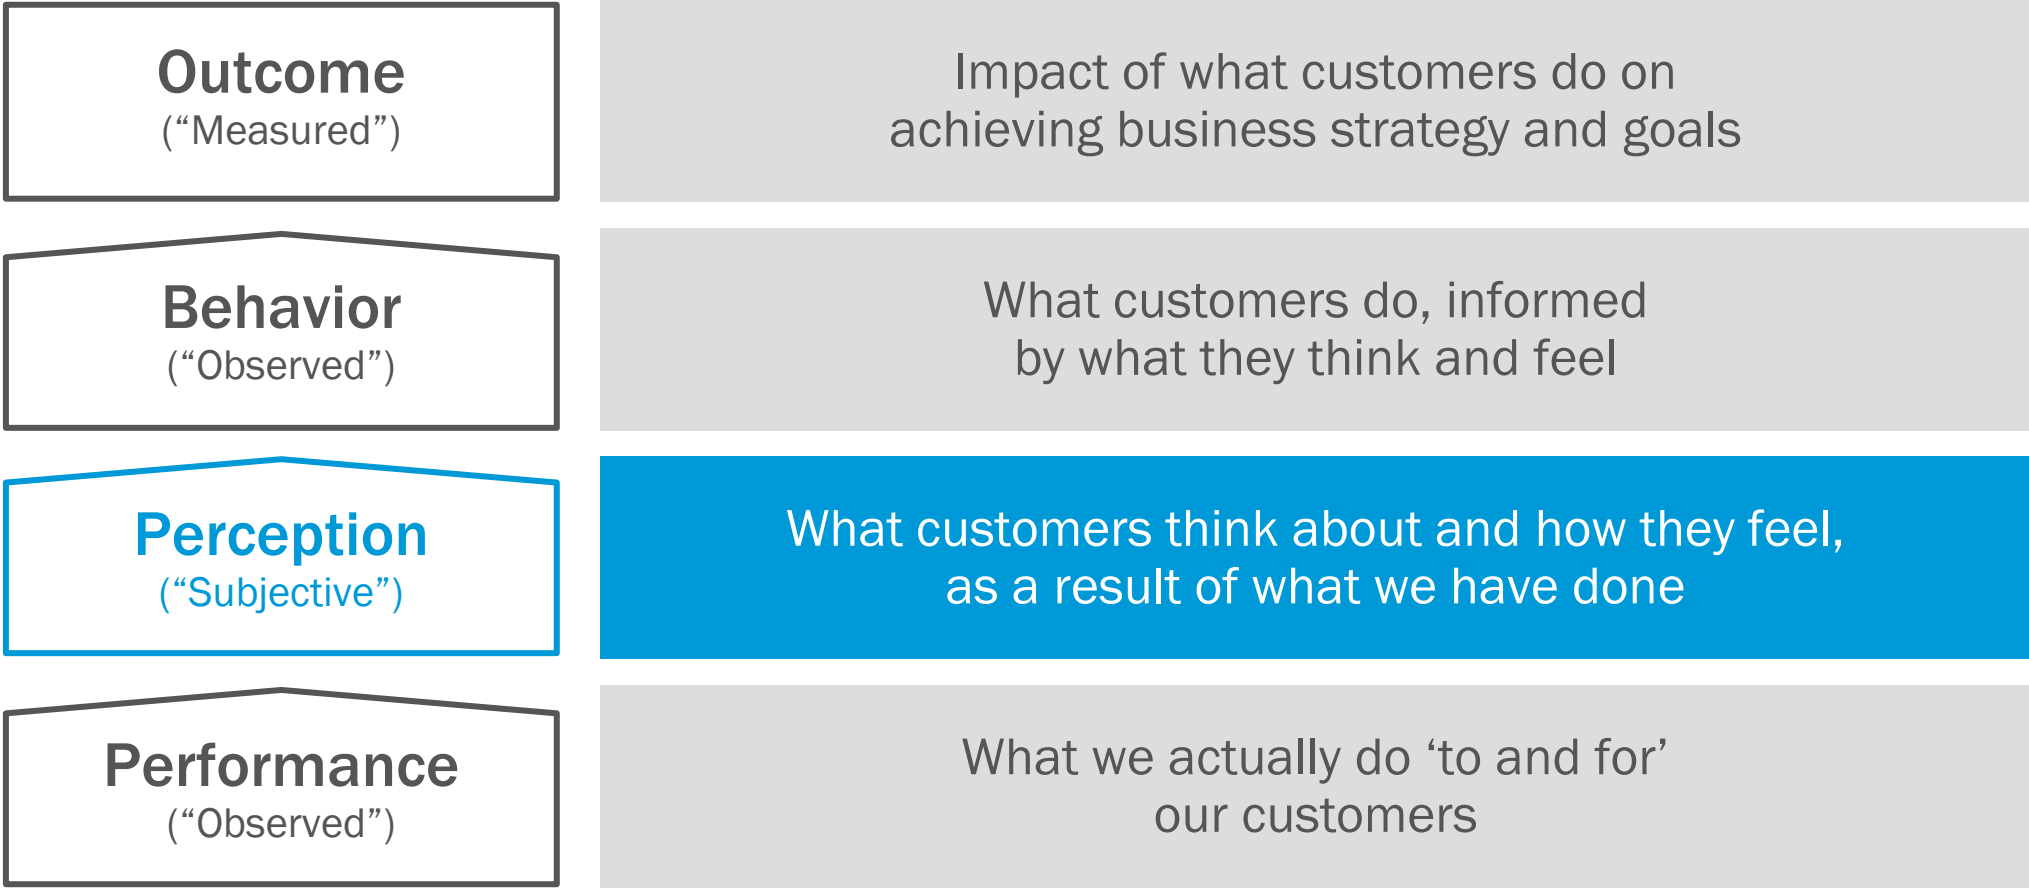 Outcome
(“Measured”)
Impact of what customers do on
achieving business strategy and goals
Behavior
(“Observed”)
What customers do, informed
by what they think and feel
Perception
(“Subjective”)
What customers think about and how they feel,
as a result of what we have done
Performance
(“Observed”)
What we actually do ‘to and for’
our customers